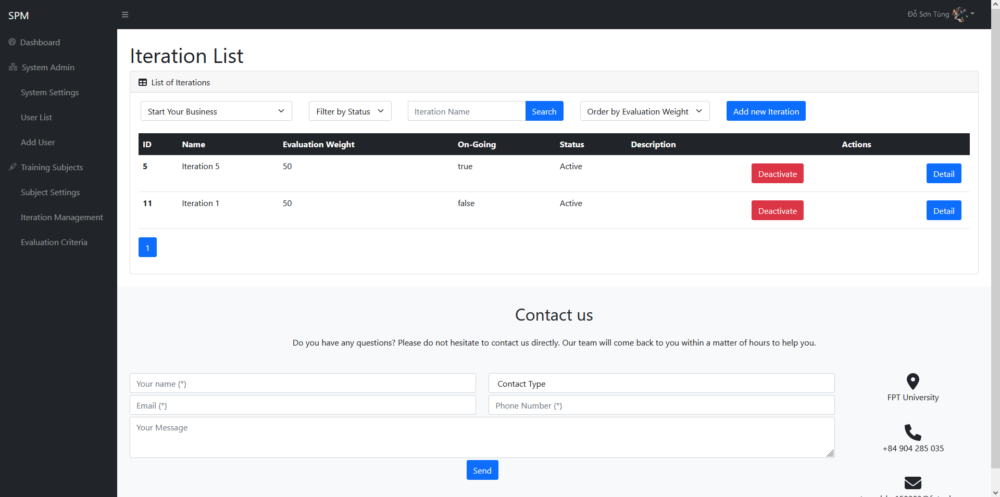 SPM
Đỗ Sơn Tùng
Dashboard
System Admin
System Settings
User List
Add User
Training Subjects
Subject Settings
Iteration Management
Evaluation Criteria
Iteration List
List of Iterations
Start Your Business
Filter by Status
Iteration Name
Search
Order by Evaluation Weight
Add new Iteration
ID Name Evaluation Weight On-Going Status Description Actions
5 Iteration 5 50 true Active Deactivate Detail
11 Iteration 1 50 false Active Deactivate Detail
1
Contact us
Do you have any questions? Please do not hesitate to contact us directly. Our team will come back to you within a matter of hours to help you.
Your name (*)
Contact Type
Email (*)
Phone Number (*)
Your Message
Send
FPT University
+84 904 285 035